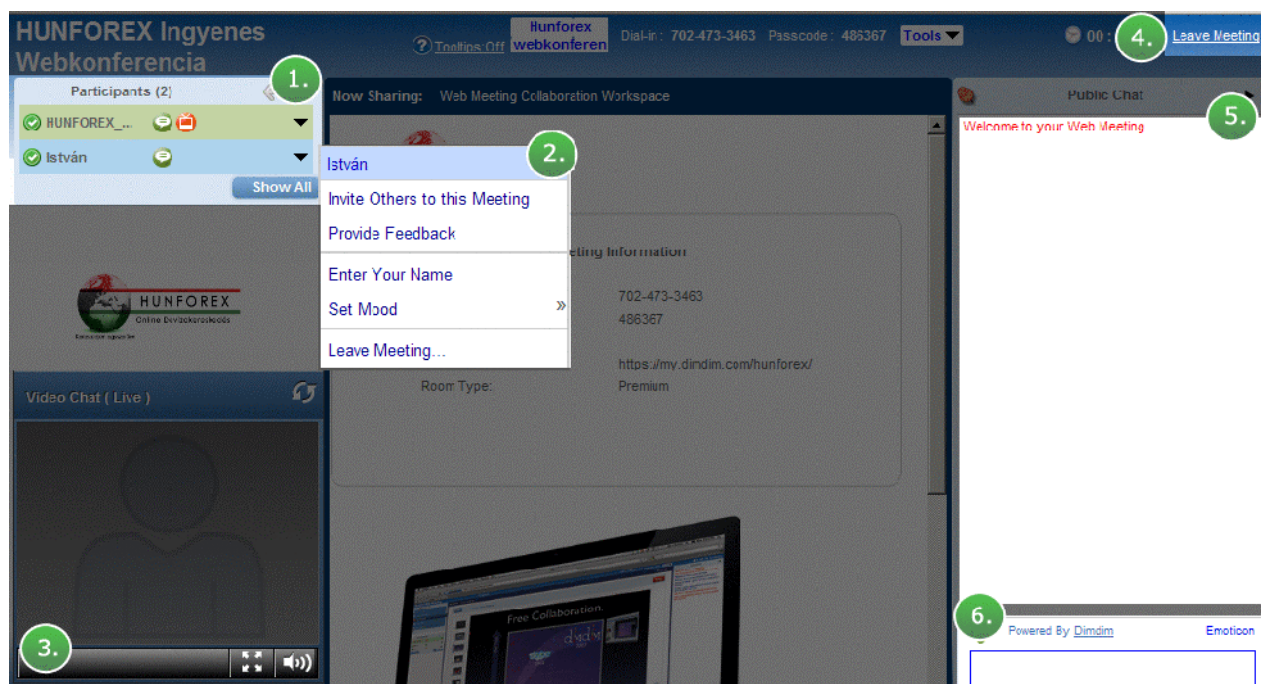 HUNFOREX Ingyenes
Webkonferencia
Tooltips: Off
Hunforex
webkonferen
Dial-in: 702-473-3463 Passcode: 486367
Tools
00:
4.
Leave Meeting
Participants (2)
1.
HUNFOREX_...
István
Show All
Now Sharing: Web Meeting Collaboration Workspace
Public Chat
5.
Welcome to your Web Meeting
2.
István
Invite Others to this Meeting
Provide Feedback
Enter Your Name
Set Mood »
Leave Meeting...
eting Information
702-473-3463
486367
https://my.dimdim.com/hunforex/
Room Type: Premium
HUNFOREX
Online Devizakereskedés
Video Chat ( Live )
3.
Free Collaboration.
dimdim
6.
Powered By Dimdim
Emoticon